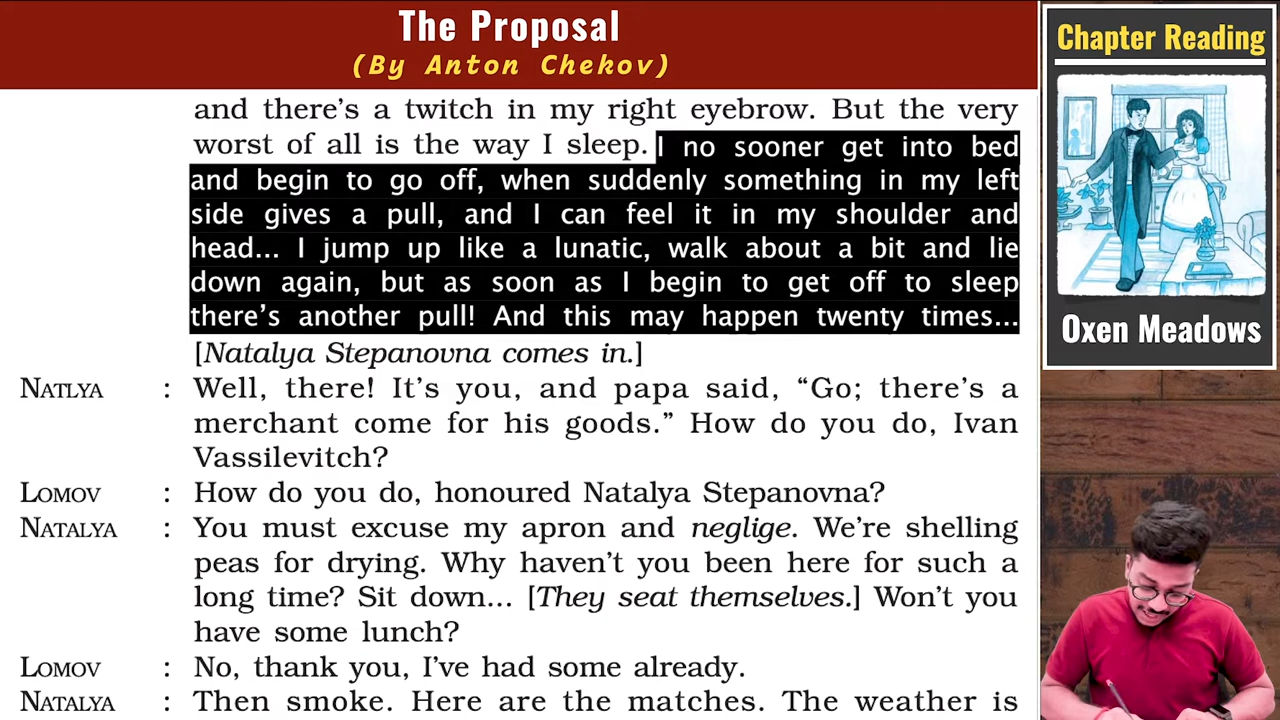 The Proposal
(By Anton Chekov)
Chapter Reading
Oxen Meadows
and there's a twitch in my right eyebrow. But the very
worst of all is the way I sleep. I no sooner get into bed
and begin to go off, when suddenly something in my left
side gives a pull, and I can feel it in my shoulder and
head... I jump up like a lunatic, walk about a bit and lie
down again, but as soon as I begin to get off to sleep
there's another pull! And this may happen twenty times...
[Natalya Stepanovna comes in.]
NATLYA : Well, there! It's you, and papa said, “Go; there's a
merchant come for his goods.” How do you do, Ivan
Vassilevitch?
LOMOV : How do you do, honoured Natalya Stepanovna?
NATALYA : You must excuse my apron and neglige. We're shelling
peas for drying. Why haven't you been here for such a
long time? Sit down... [They seat themselves.] Won't you
have some lunch?
LOMOV : No, thank you, I've had some already.
NATALYA : Then smoke. Here are the matches. The weather is